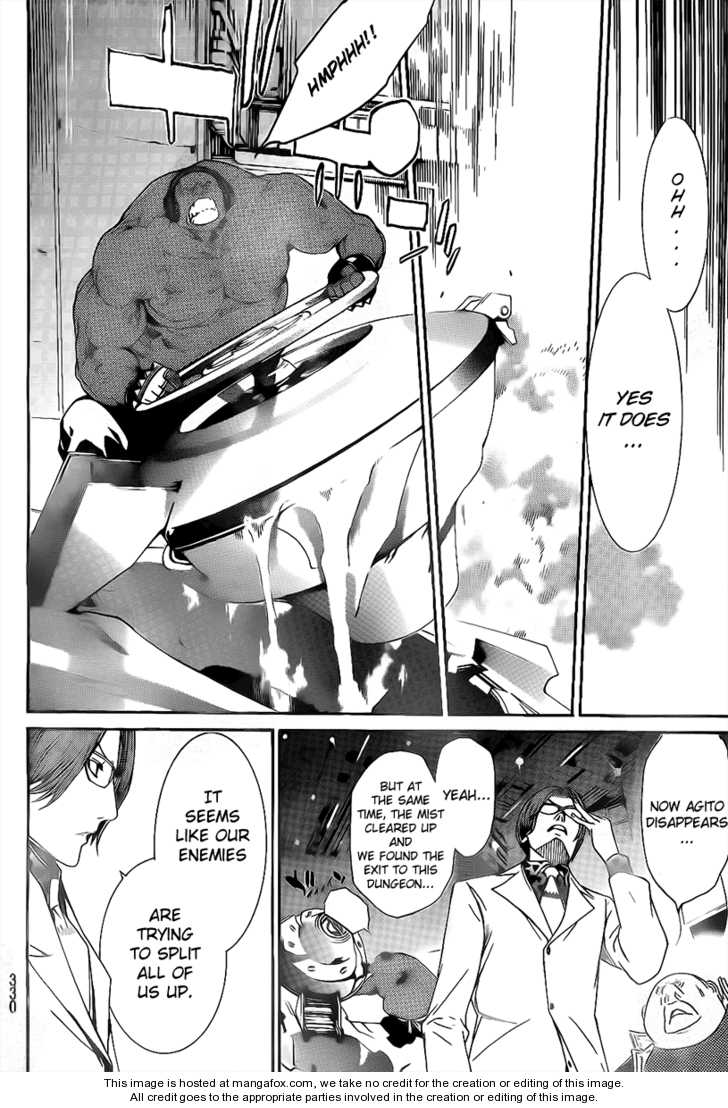 OHH...
YES
IT DOES
...
HMPHHH!!
NOW AGITO
DISAPPEARS
...
YEAH...
BUT AT
THE SAME
TIME, THE MIST
CLEARED UP
AND
WE FOUND THE
EXIT TO THIS
DUNGEON...
IT
SEEMS
LIKE OUR
ENEMIES
ARE
TRYING
TO SPLIT
ALL OF
US UP.
330
This image is hosted at mangafox.com, we take no credit for the creation or editing of this image.
All credit goes to the appropriate parties involved in the creation or editing of this image.